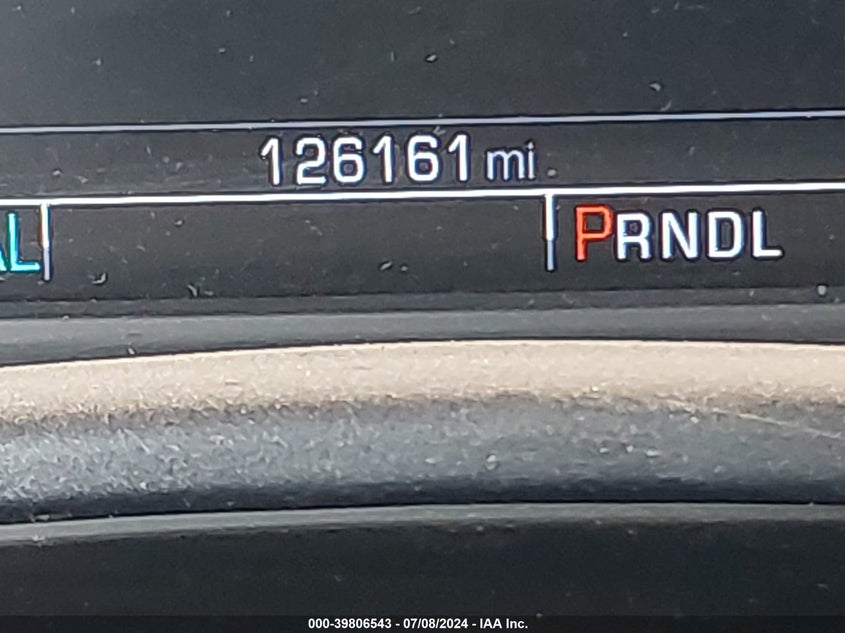 126161 mi
AL
PRNDL
000-39806543 - 07/08/2024 - IAA Inc.